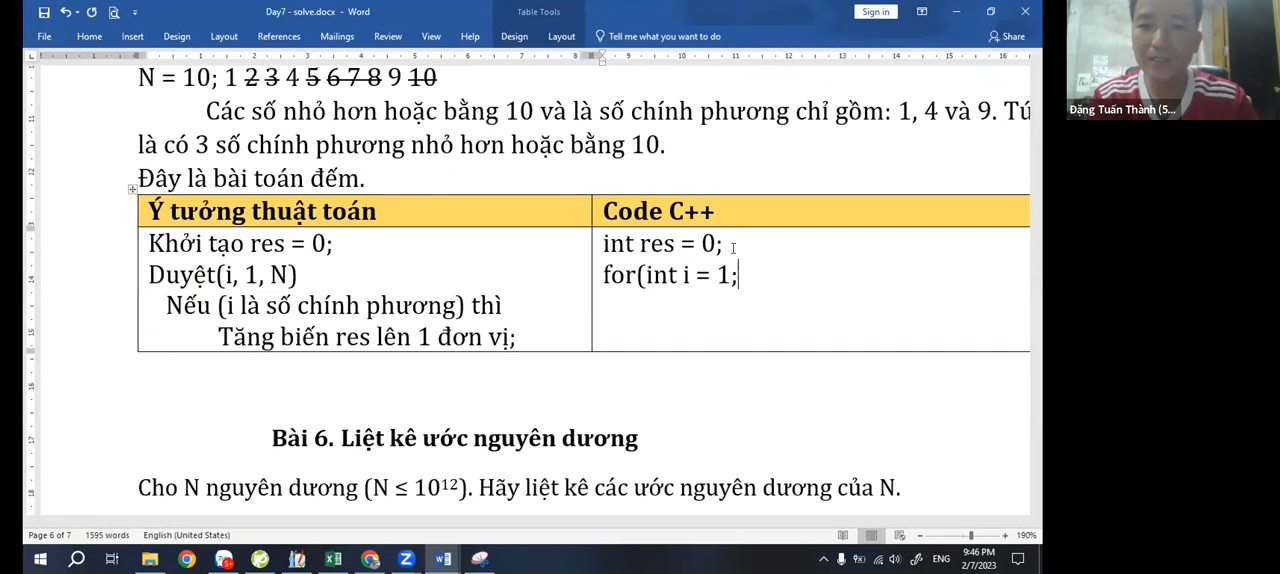 Day7 - solve.docx - Word
Table Tools
Sign in
File Home Insert Design Layout References Mailings Review View Help Design Layout Tell me what you want to do Share
N = 10; 1 2 3 4 5 6 7 8 9 10
Các số nhỏ hơn hoặc bằng 10 và là số chính phương chỉ gồm: 1, 4 và 9. Tứ
là có 3 số chính phương nhỏ hơn hoặc bằng 10.
Đây là bài toán đếm.
Ý tưởng thuật toán
Khởi tạo res = 0;
Duyệt(i, 1, N)
Nếu (i là số chính phương) thì
Tăng biến res lên 1 đơn vị;
Code C++
int res = 0;
for(int i = 1;
Bài 6. Liệt kê ước nguyên dương
Cho N nguyên dương (N ≤ 10¹²). Hãy liệt kê các ước nguyên dương của N.
Page 6 of 7 1595 words English (United States) 190%
ENG
9:46 PM
2/7/2023
Đặng Tuấn Thành (5...